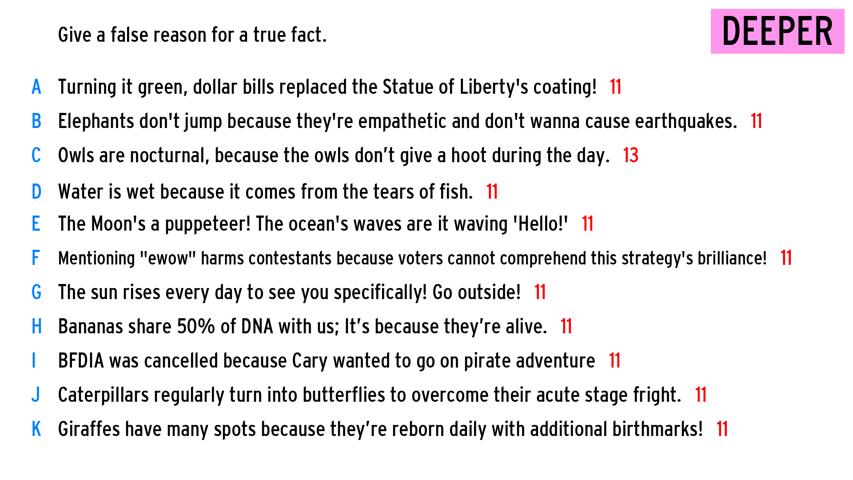 Give a false reason for a true fact.
DEEPER
A Turning it green, dollar bills replaced the Statue of Liberty's coating! 11
B Elephants don't jump because they're empathetic and don't wanna cause earthquakes. 11
C Owls are nocturnal, because the owls don’t give a hoot during the day. 13
D Water is wet because it comes from the tears of fish. 11
E The Moon's a puppeteer! The ocean's waves are it waving 'Hello!' 11
F Mentioning "ewow" harms contestants because voters cannot comprehend this strategy's brilliance! 11
G The sun rises every day to see you specifically! Go outside! 11
H Bananas share 50% of DNA with us; It’s because they’re alive. 11
I BFDIA was cancelled because Cary wanted to go on pirate adventure 11
J Caterpillars regularly turn into butterflies to overcome their acute stage fright. 11
K Giraffes have many spots because they’re reborn daily with additional birthmarks! 11